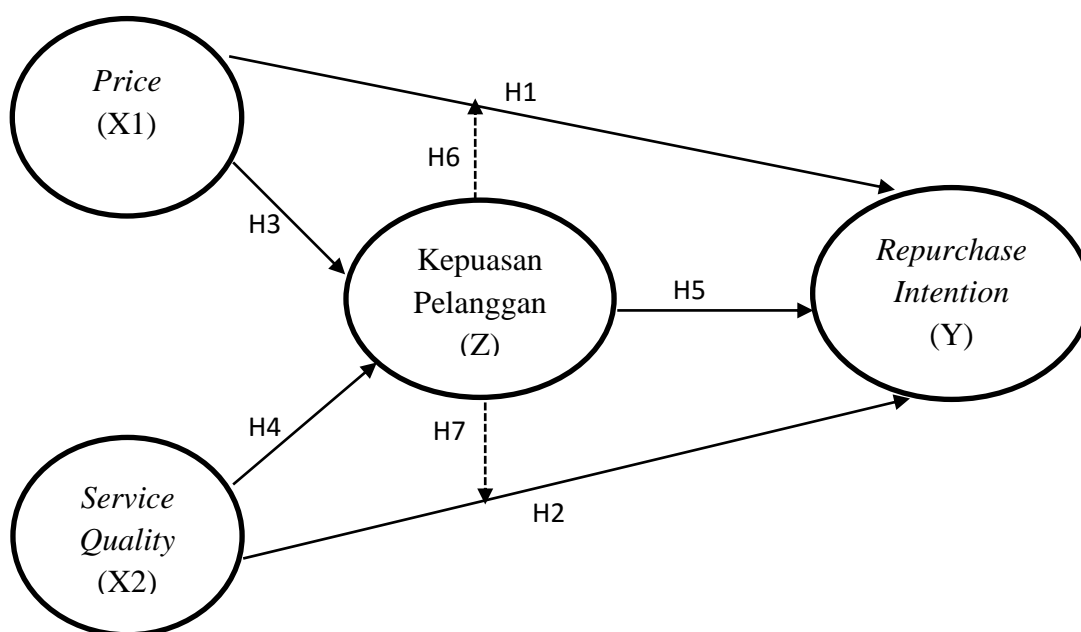 Price
(X1)
H1
H6
H3
Kepuasan
Pelanggan
(Z)
H5
Repurchase
Intention
(Y)
H4
H7
H2
Service
Quality
(X2)